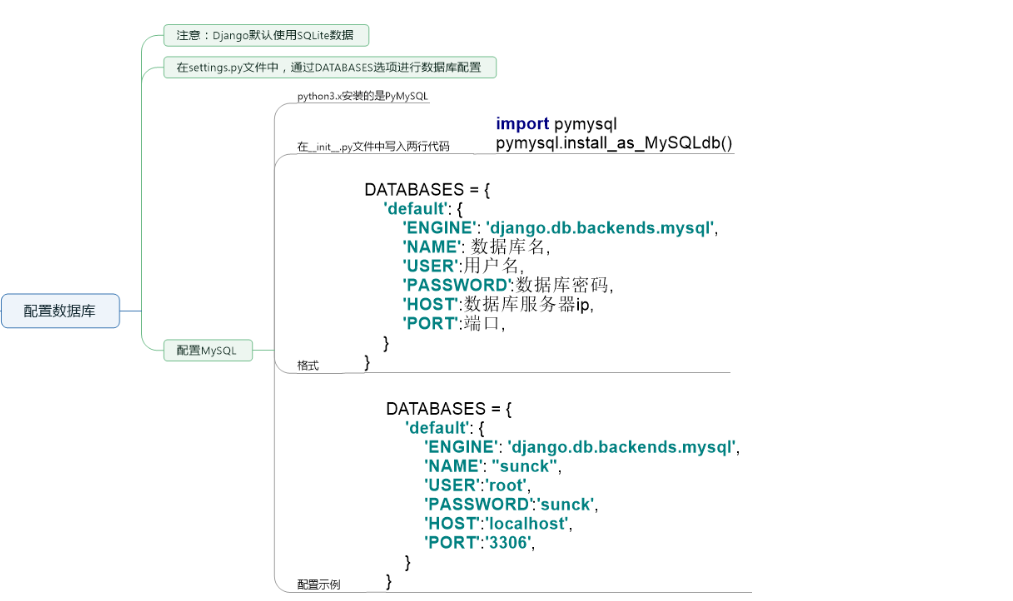 注意：Django默认使用SQLite数据
在settings.py文件中，通过DATABASES选项进行数据库配置
python3.x安装的是PyMySQL
import pymysql
pymysql.install_as_MySQLdb()
在__init__.py文件中写入两行代码
DATABASES = {
'default': {
'ENGINE': 'django.db.backends.mysql',
'NAME': 数据库名,
'USER':用户名,
'PASSWORD':数据库密码,
'HOST':数据库服务器ip,
'PORT':端口,
}
}
格式
配置数据库
配置MySQL
DATABASES = {
'default': {
'ENGINE': 'django.db.backends.mysql',
'NAME': "sunck",
'USER':'root',
'PASSWORD':'sunck',
'HOST':'localhost',
'PORT':'3306',
}
}
配置示例